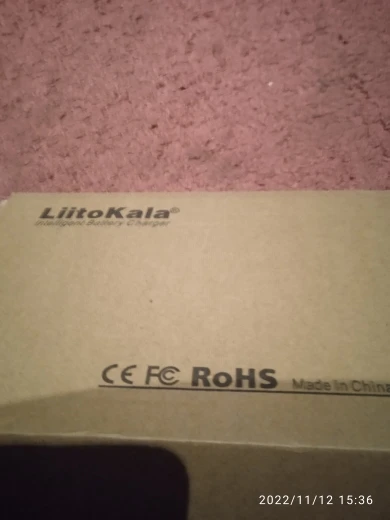 LiitoKala®
Intelligent Battery Charger
CE FC RoHS Made in China
2022/11/12 15:36